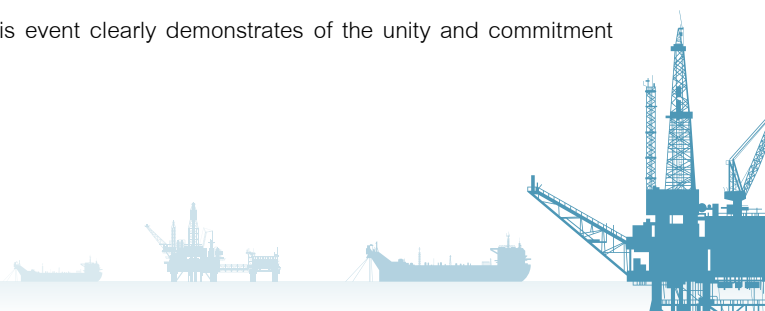 is event clearly demonstrates of the unity and commitment